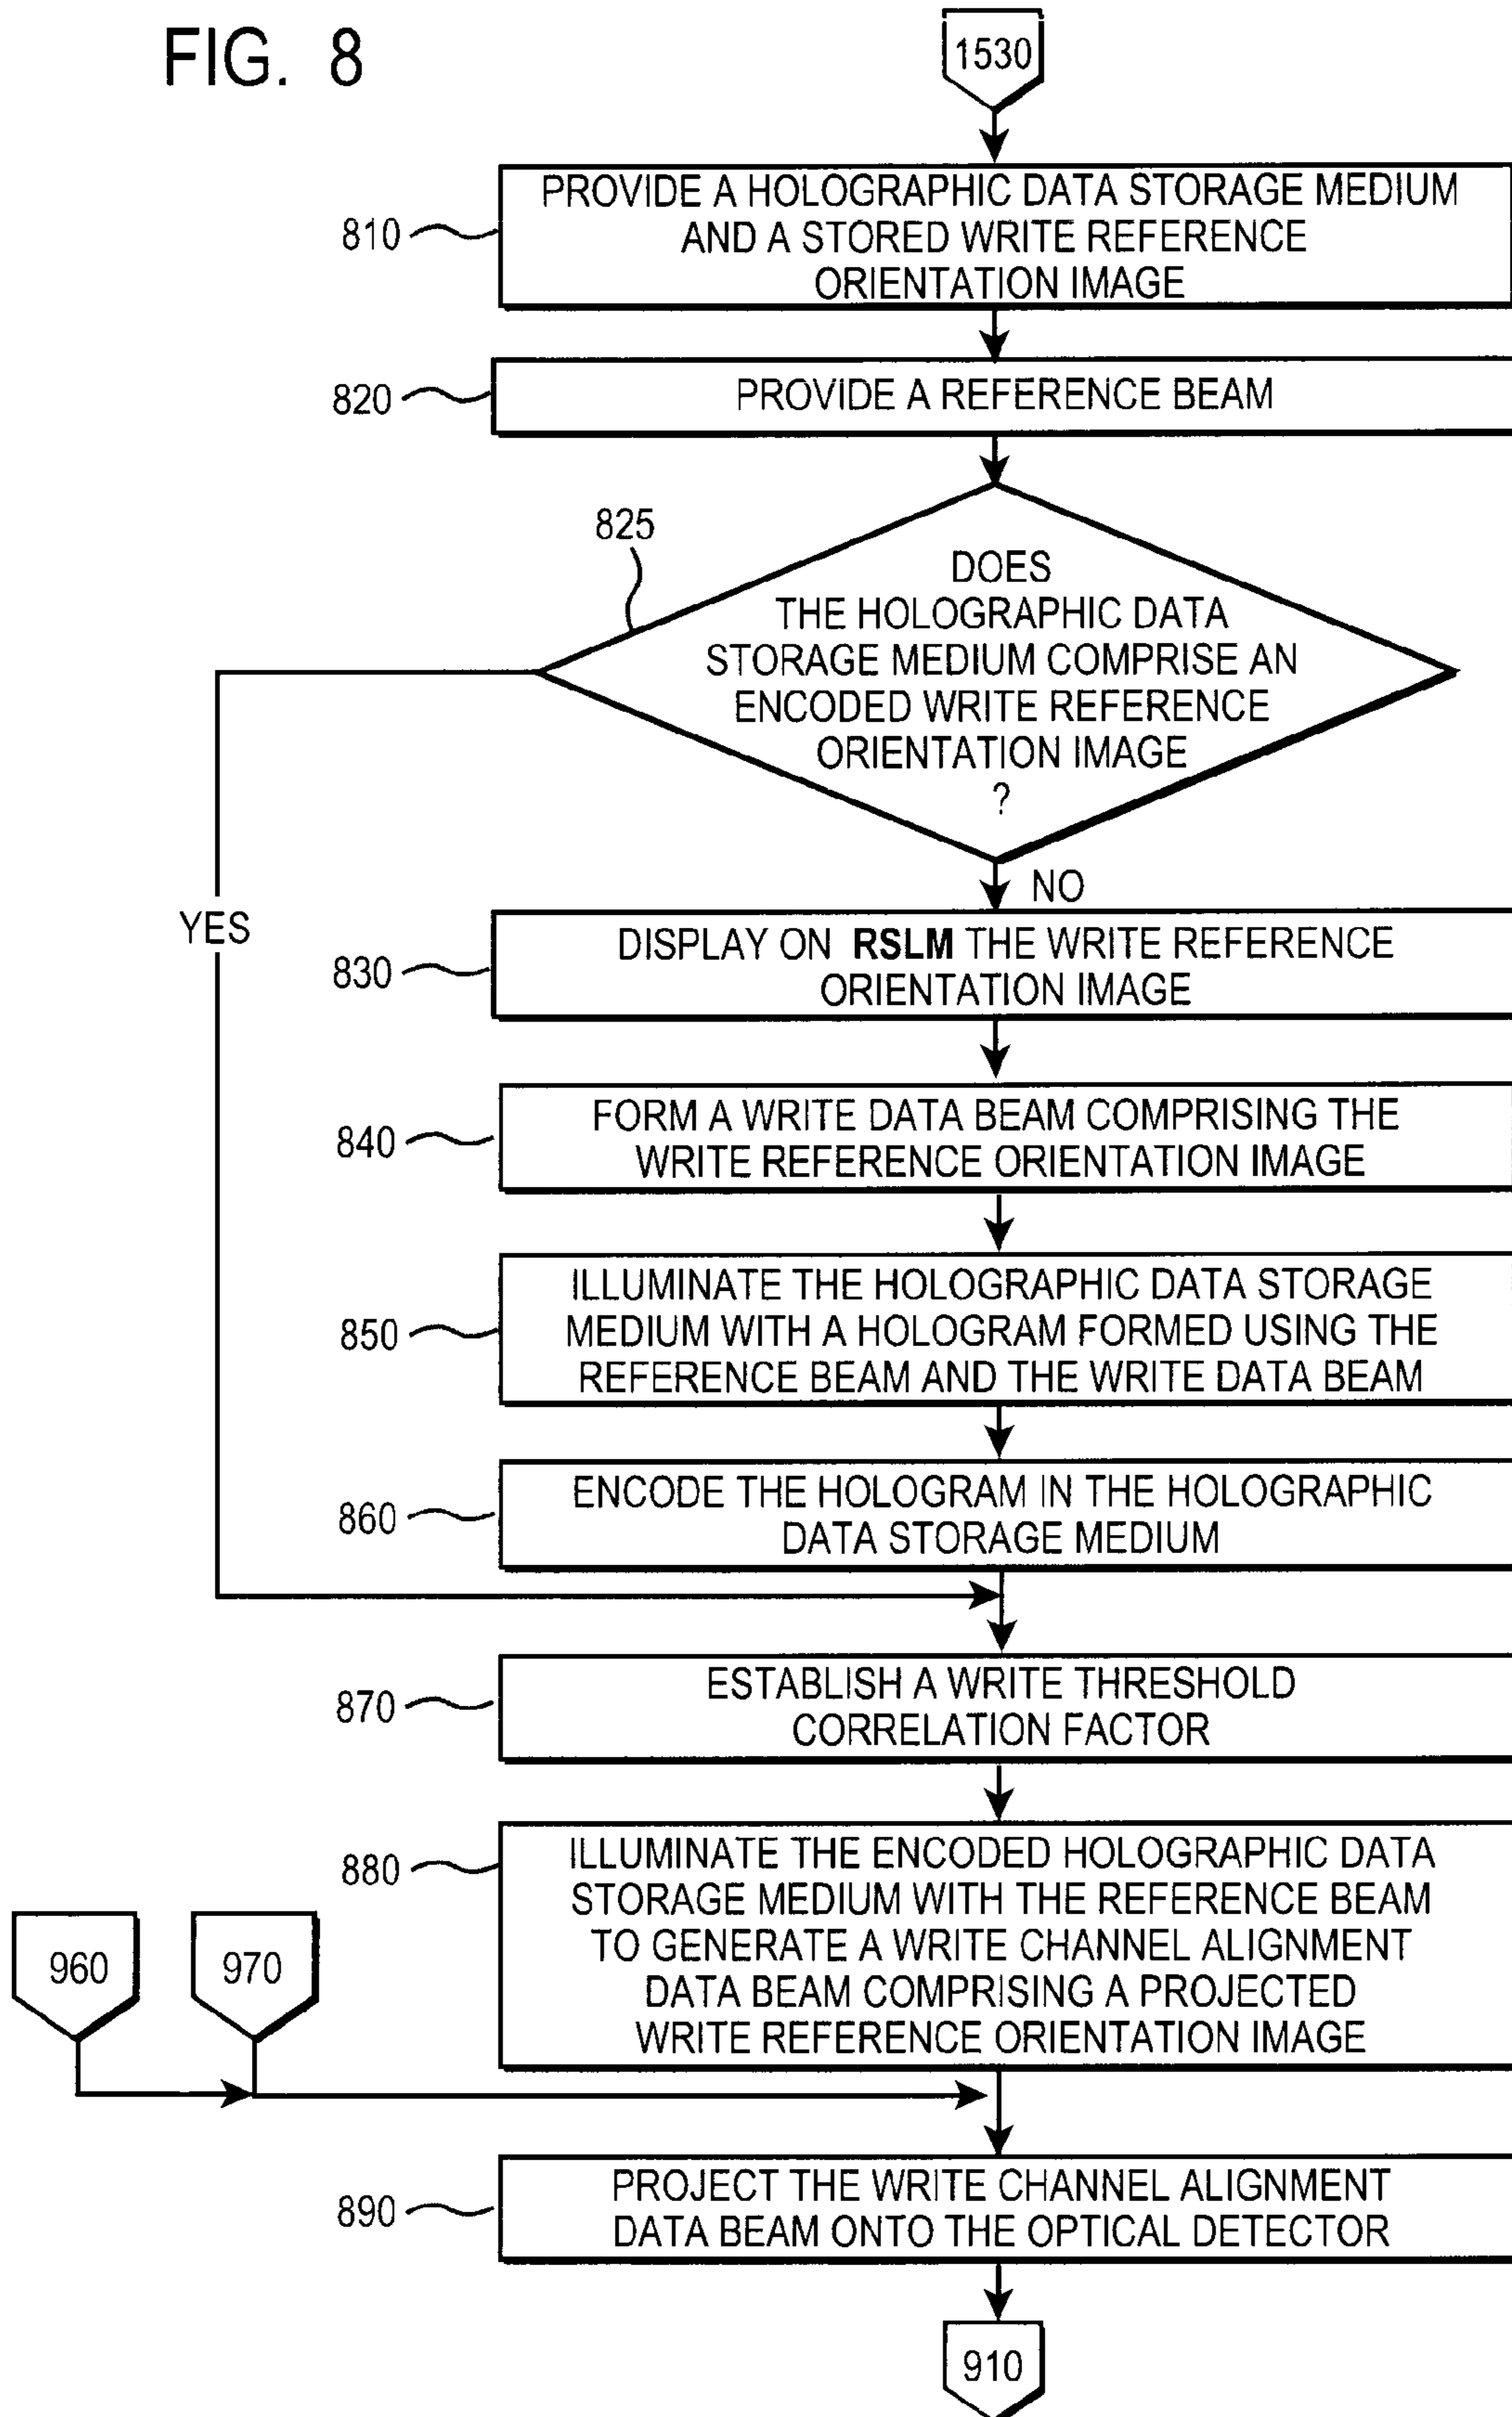 FIG. 8
1530
810
PROVIDE A HOLOGRAPHIC DATA STORAGE MEDIUM
AND A STORED WRITE REFERENCE
ORIENTATION IMAGE
820
PROVIDE A REFERENCE BEAM
825
DOES
THE HOLOGRAPHIC DATA
STORAGE MEDIUM COMPRISE AN
ENCODED WRITE REFERENCE
ORIENTATION IMAGE
?
NO
YES
830
DISPLAY ON RSLM THE WRITE REFERENCE
ORIENTATION IMAGE
840
FORM A WRITE DATA BEAM COMPRISING THE
WRITE REFERENCE ORIENTATION IMAGE
850
ILLUMINATE THE HOLOGRAPHIC DATA STORAGE
MEDIUM WITH A HOLOGRAM FORMED USING THE
REFERENCE BEAM AND THE WRITE DATA BEAM
860
ENCODE THE HOLOGRAM IN THE HOLOGRAPHIC
DATA STORAGE MEDIUM
870
ESTABLISH A WRITE THRESHOLD
CORRELATION FACTOR
880
ILLUMINATE THE ENCODED HOLOGRAPHIC DATA
STORAGE MEDIUM WITH THE REFERENCE BEAM
TO GENERATE A WRITE CHANNEL ALIGNMENT
DATA BEAM COMPRISING A PROJECTED
WRITE REFERENCE ORIENTATION IMAGE
960
970
890
PROJECT THE WRITE CHANNEL ALIGNMENT
DATA BEAM ONTO THE OPTICAL DETECTOR
910